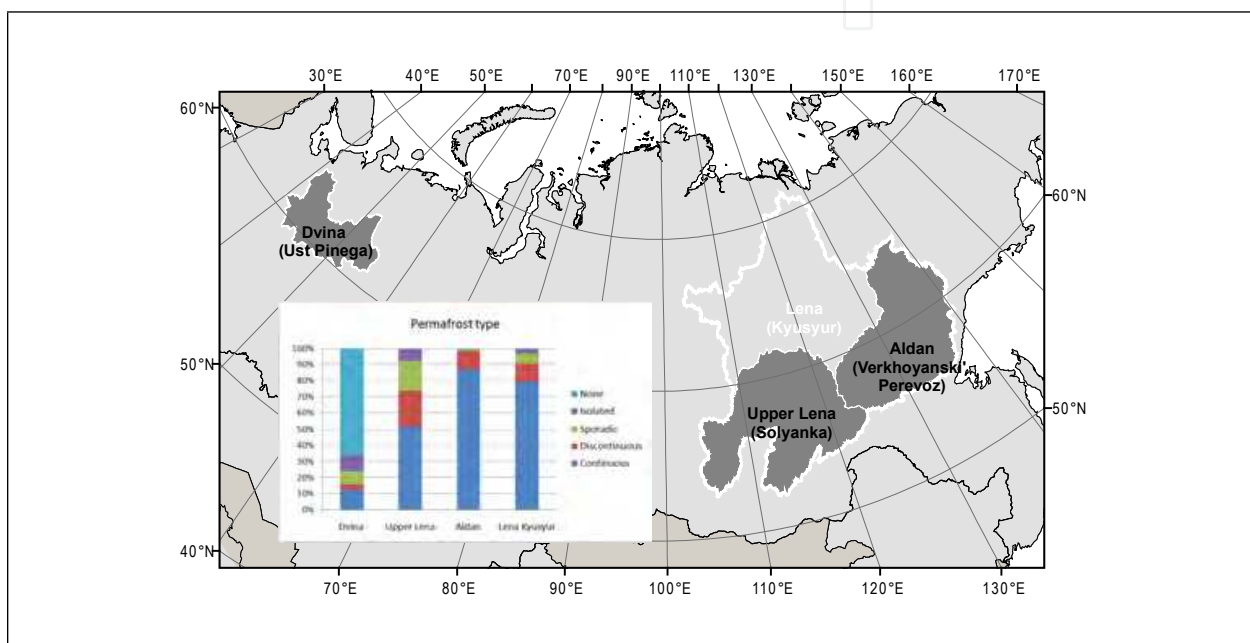 30°E 40°E 50°E 70°E 90°E 110°E 130°E 150°E 160°E 170°E
60°N
60°N
Dvina
(Ust Pinega)
Lena
(Kyusyur)
Aldan
(Verkhoyanski
Perevoz)
Upper Lena
(Solyanka)
50°N
50°N
40°N
Permafrost type
100%
90%
80%
70%
60%
50%
40%
30%
20%
10%
0%
None
Isolated
Sporadic
Discontinuous
Continuous
Dvina Upper Lena Aldan Lena Kyusyur
70°E 80°E 90°E 100°E 110°E 120°E 130°E